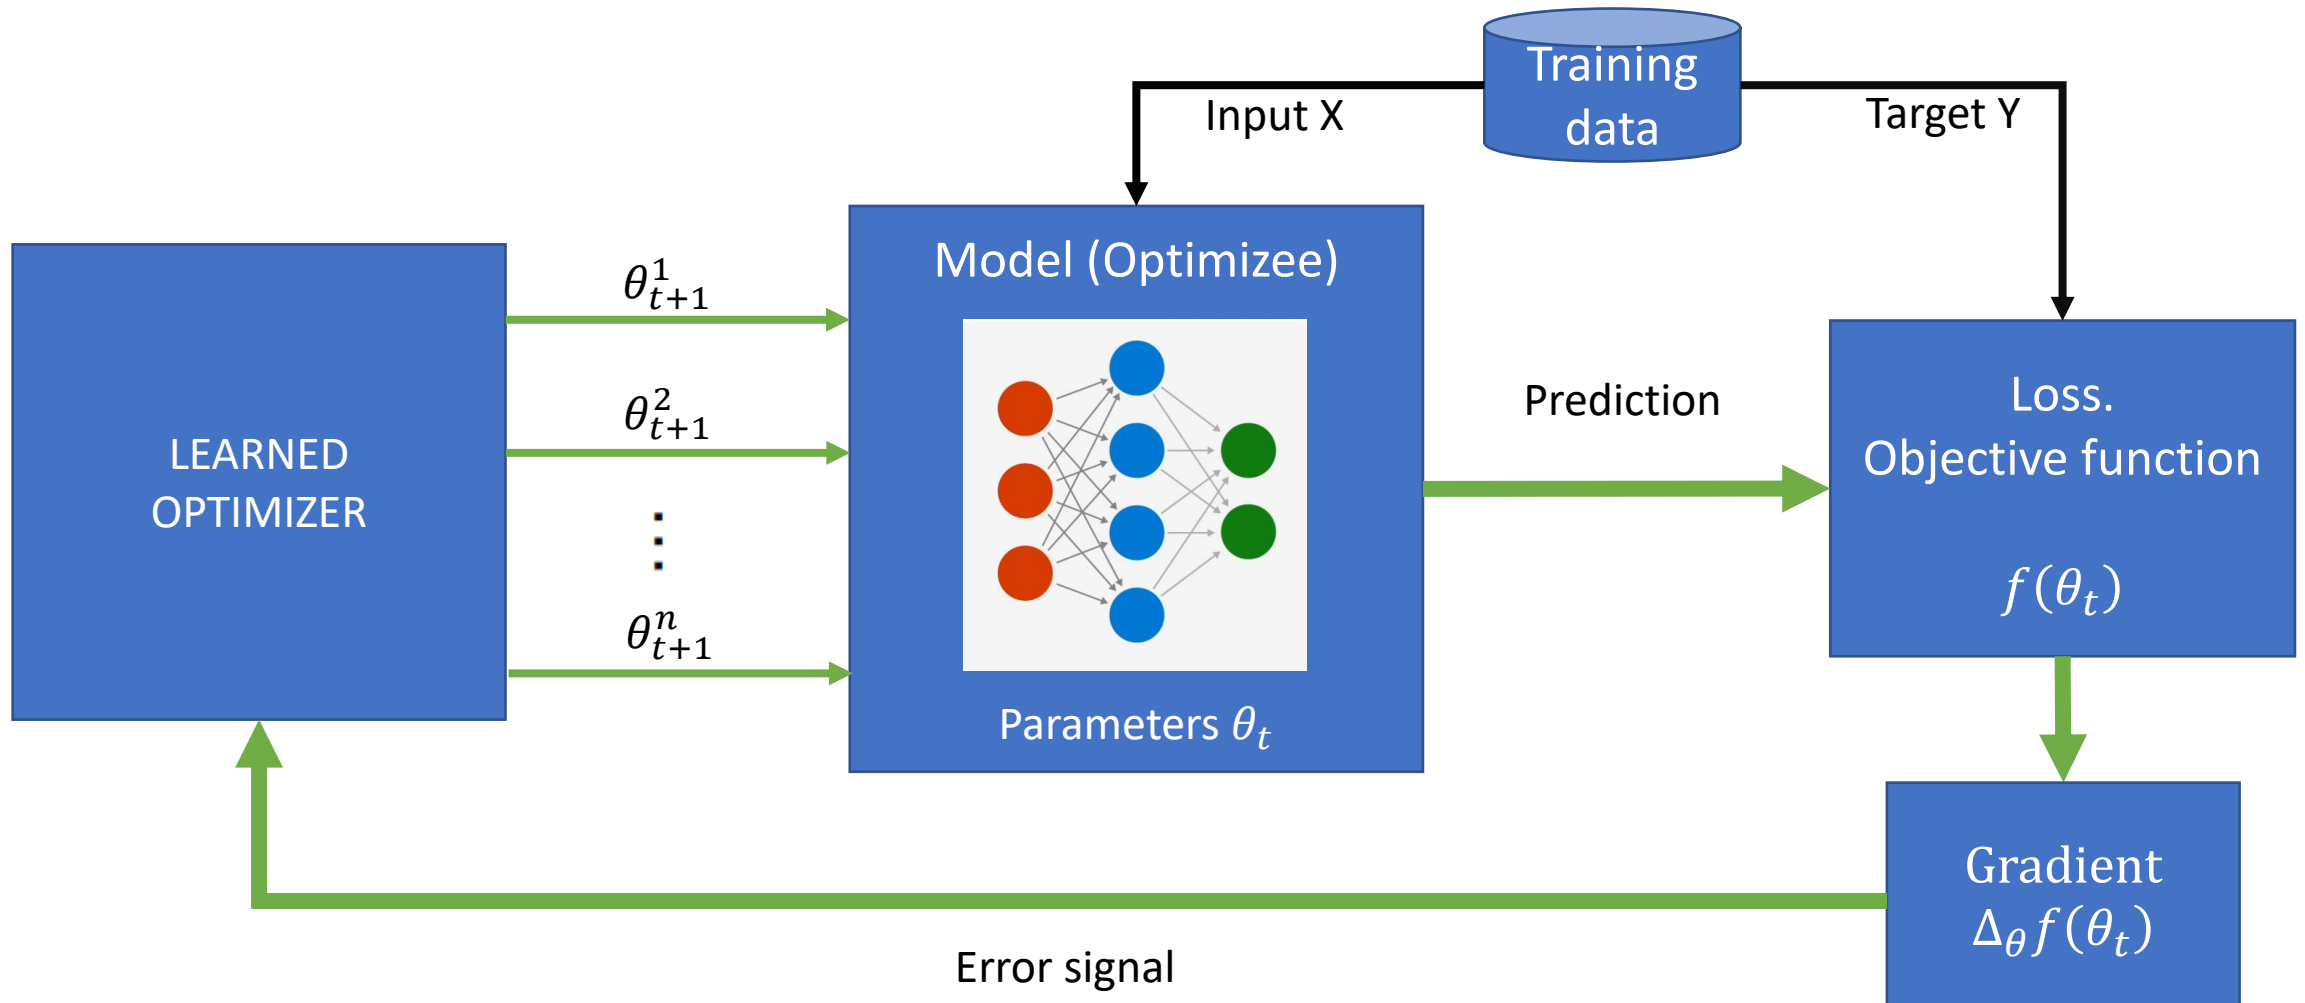 Training
data
Input X
Target Y
LEARNED
OPTIMIZER
θ¹ₜ₊₁
θ²ₜ₊₁
⋮
θⁿₜ₊₁
Model (Optimizee)
Parameters θₜ
Prediction
Loss.
Objective function
f(θₜ)
Gradient
Δ_θ f(θₜ)
Error signal